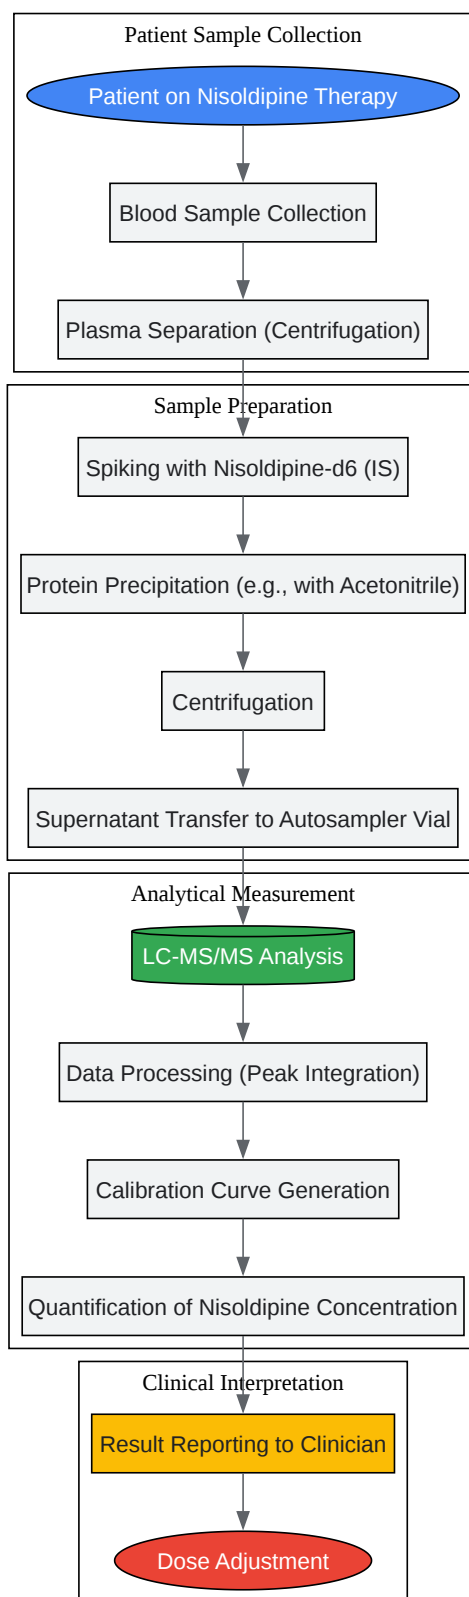 Patient Sample Collection
Patient on Nisoldipine Therapy
Blood Sample Collection
Plasma Separation (Centrifugation)
Sample Preparation
Spiking with Nisoldipine-d6 (IS)
Protein Precipitation (e.g., with Acetonitrile)
Centrifugation
Supernatant Transfer to Autosampler Vial
Analytical Measurement
LC-MS/MS Analysis
Data Processing (Peak Integration)
Calibration Curve Generation
Quantification of Nisoldipine Concentration
Clinical Interpretation
Result Reporting to Clinician
Dose Adjustment